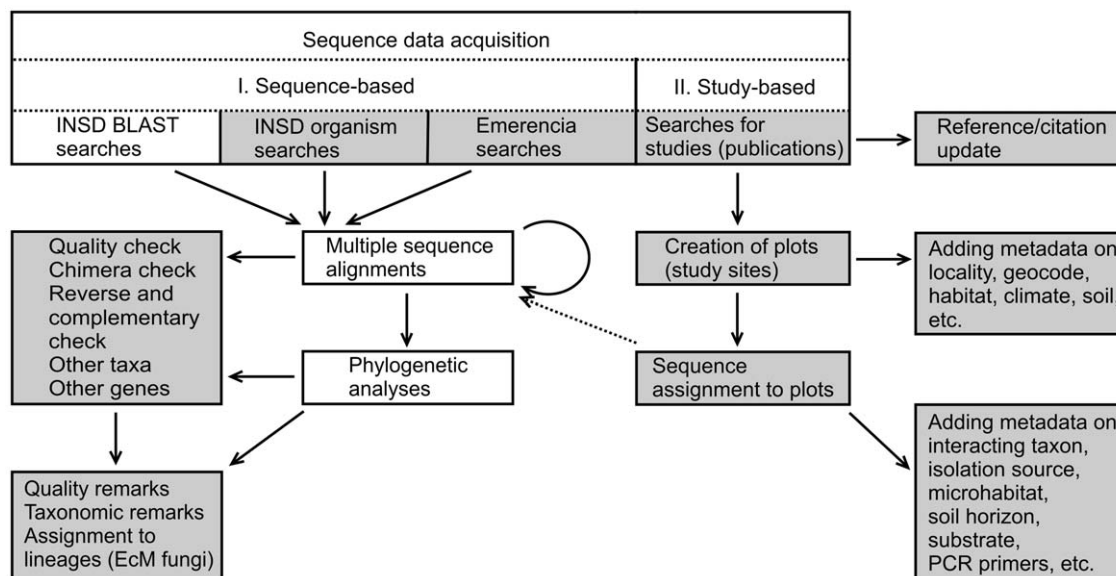 Sequence data acquisition
I. Sequence-based
II. Study-based
INSD BLAST
searches
INSD organism
searches
Emerencia
searches
Searches for
studies (publications)
Reference/citation
update
Quality check
Chimera check
Reverse and
complementary
check
Other taxa
Other genes
Multiple sequence
alignments
Creation of plots
(study sites)
Adding metadata on
locality, geocode,
habitat, climate, soil,
etc.
Phylogenetic
analyses
Sequence
assignment to plots
Quality remarks
Taxonomic remarks
Assignment to
lineages (EcM fungi)
Adding metadata on
interacting taxon,
isolation source,
microhabitat,
soil horizon,
substrate,
PCR primers, etc.